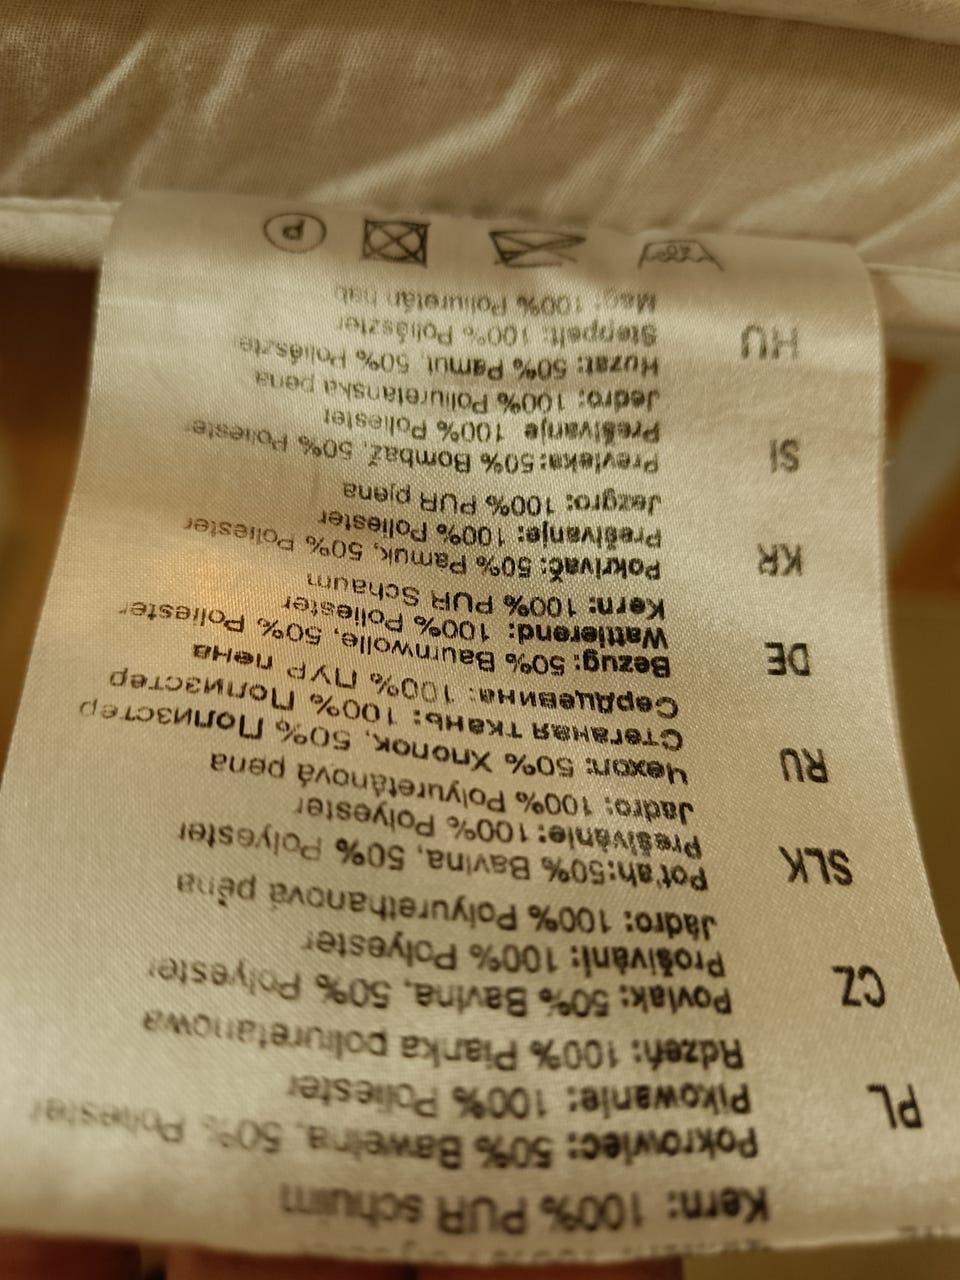 Kern: 100% PUR schuim
PL Pokrowiec: 50% Bawełna, 50% Poliester
Pikowanie: 100% Poliester
Rdzeń: 100% Pianka poliuretanowa
CZ Povlak: 50% Bavlna, 50% Polyester
Prošívání: 100% Polyester
Jádro: 100% Polyurethanová pěna
SLK Poťah:50% Bavlna, 50% Polyester
Prešívánie: 100% Polyester
Jadro: 100% Polyuretánová pena
RU Чехол: 50% Хлопок, 50% Полиэстер
Стеганая ткань: 100% Полиэстер
Сердцевина: 100% ПУР пена
DE Bezug: 50% Baumwolle, 50% Poliester
Wattierend: 100% Poliester
Kern: 100% PUR Schaum
KR Pokrivač: 50% Pamuk, 50% Poliester
Prešivanje: 100% Poliester
Jezgro: 100% PUR pjena
SI Prevleka:50% Bombaž, 50% Poliester
Prešivanje 100% Poliester
Jedro: 100% Poliuretanska pena
HU Huzat: 50% Pamut, 50% Poliészter
Steppelt: 100% Poliészter
Mag: 100% Poliuretán hab
P